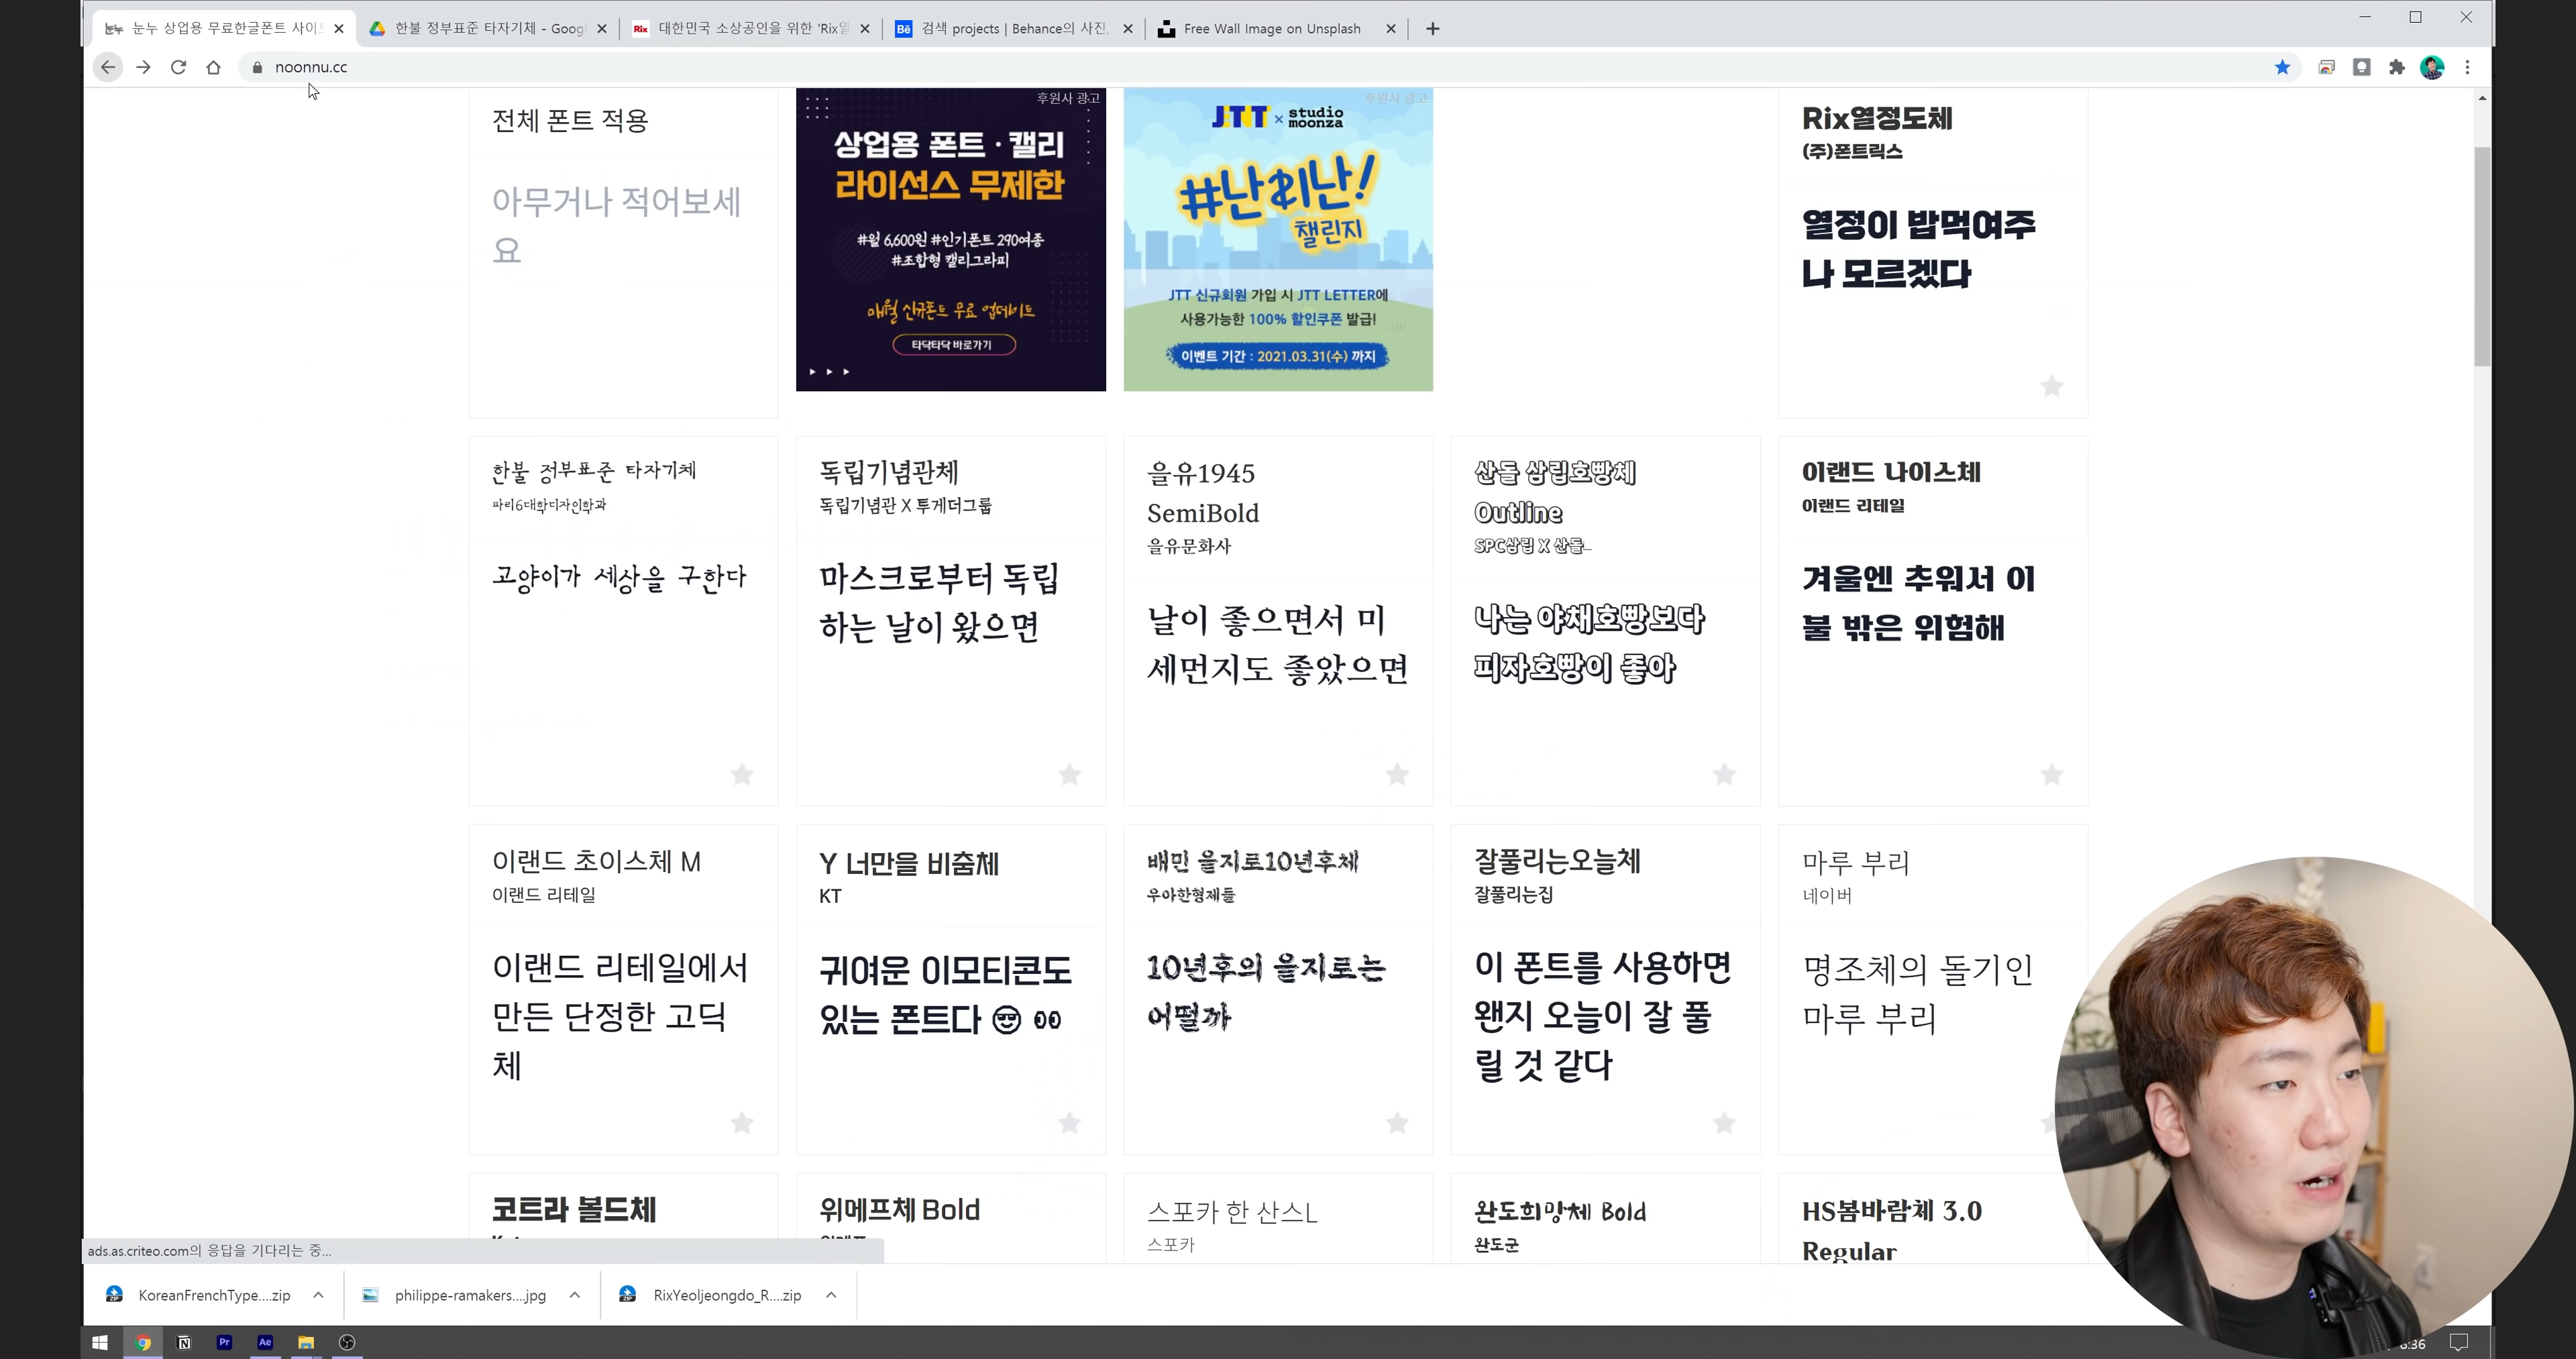 눈누 상업용 무료한글폰트 사이트
한불 정부표준 타자기체 - Goog
Rix
대한민국 소상공인을 위한 'Rix열
Bē
검색 projects | Behance의 사진,
Free Wall Image on Unsplash
noonnu.cc
전체 폰트 적용
아무거나 적어보세
요
후원사 광고
상업용 폰트 · 캘리
라이선스 무제한
#월 6,600원 #인기폰트 290여종
#조합형 캘리그라피
매월 신규폰트 무료 업데이트
타닥타닥 바로가기
후원사 광고
JTT × studio
moonza
#난희난!
챌린지
JTT 신규회원 가입 시 JTT LETTER에
사용가능한 100% 할인쿠폰 발급!
이벤트 기간 : 2021.03.31(수) 까지
Rix열정도체
(주)폰트릭스
열정이 밥먹여주
나 모르겠다
한불 정부표준 타자기체
파리6대학디자인학과
고양이가 세상을 구한다
독립기념관체
독립기념관 X 투게더그룹
마스크로부터 독립
하는 날이 왔으면
을유1945
SemiBold
을유문화사
날이 좋으면서 미
세먼지도 좋았으면
산돌 삼립호빵체
Outline
SPC삼립 X 산돌
나는 야채호빵보다
피자호빵이 좋아
이랜드 나이스체
이랜드 리테일
겨울엔 추워서 이
불 밖은 위험해
이랜드 초이스체 M
이랜드 리테일
이랜드 리테일에서
만든 단정한 고딕
체
Y 너만을 비춤체
KT
귀여운 이모티콘도
있는 폰트다 😎 👀
배민 을지로10년후체
우아한형제들
10년후의 을지로는
어떨까
잘풀리는오늘체
잘풀리는집
이 폰트를 사용하면
왠지 오늘이 잘 풀
릴 것 같다
마루 부리
네이버
명조체의 돌기인
마루 부리
코트라 볼드체
위메프체 Bold
스포카 한 산스L
스포카
완도희망체 Bold
완도군
HS봄바람체 3.0
Regular
ads.as.criteo.com의 응답을 기다리는 중...
KoreanFrenchType....zip
philippe-ramakers....jpg
RixYeoljeongdo_R....zip
Pr
Ae
:36